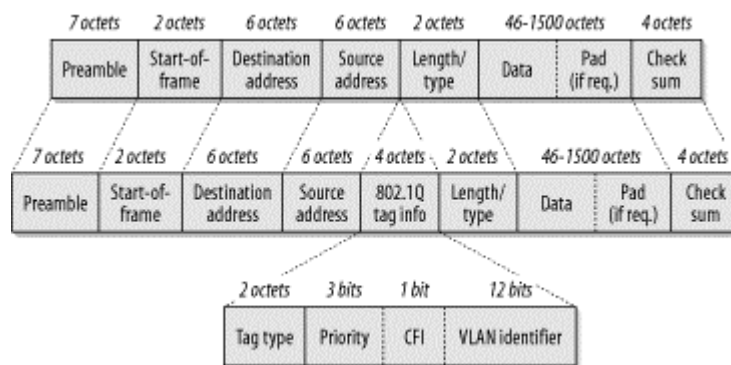 7 octets 2 octets 6 octets 6 octets 2 octets 46-1500 octets 4 octets
Preamble Start-of-frame Destination address Source address Length/type Data Pad (if req.) Check sum
7 octets 2 octets 6 octets 6 octets 4 octets 2 octets 46-1500 octets 4 octets
Preamble Start-of-frame Destination address Source address 802.1Q tag info Length/type Data Pad (if req.) Check sum
2 octets 3 bits 1 bit 12 bits
Tag type Priority CFI VLAN identifier